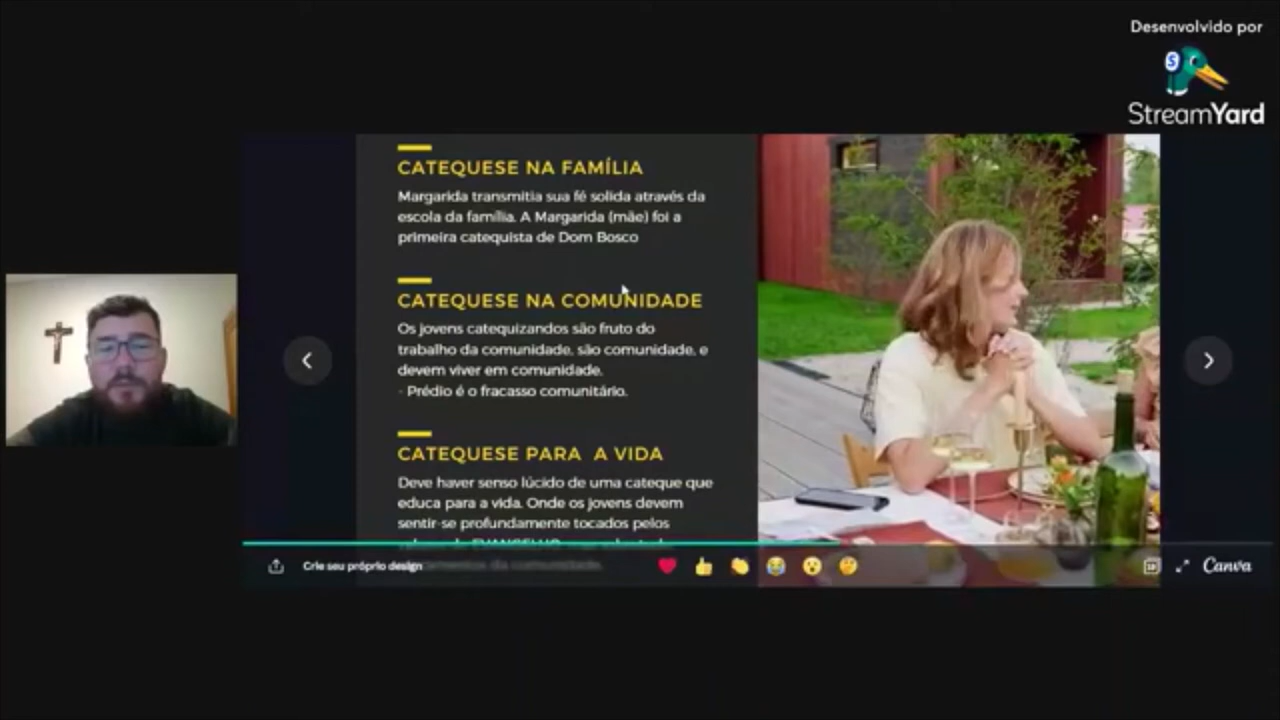 Desenvolvido por
StreamYard
CATEQUESE NA FAMÍLIA
Margarida transmitia sua fé solida através da
escola da família. A Margarida (mãe) foi a
primeira catequista de Dom Bosco
CATEQUESE NA COMUNIDADE
Os jovens catequizandos são fruto do
trabalho da comunidade, são comunidade, e
devem viver em comunidade.
- Prédio é o fracasso comunitário.
CATEQUESE PARA A VIDA
Deve haver senso lúcido de uma cateque que
educa para a vida. Onde os jovens devem
sentir-se profundamente tocados pelos
EVANGELHO
da comunidade.
Crie seu próprio design
Canva